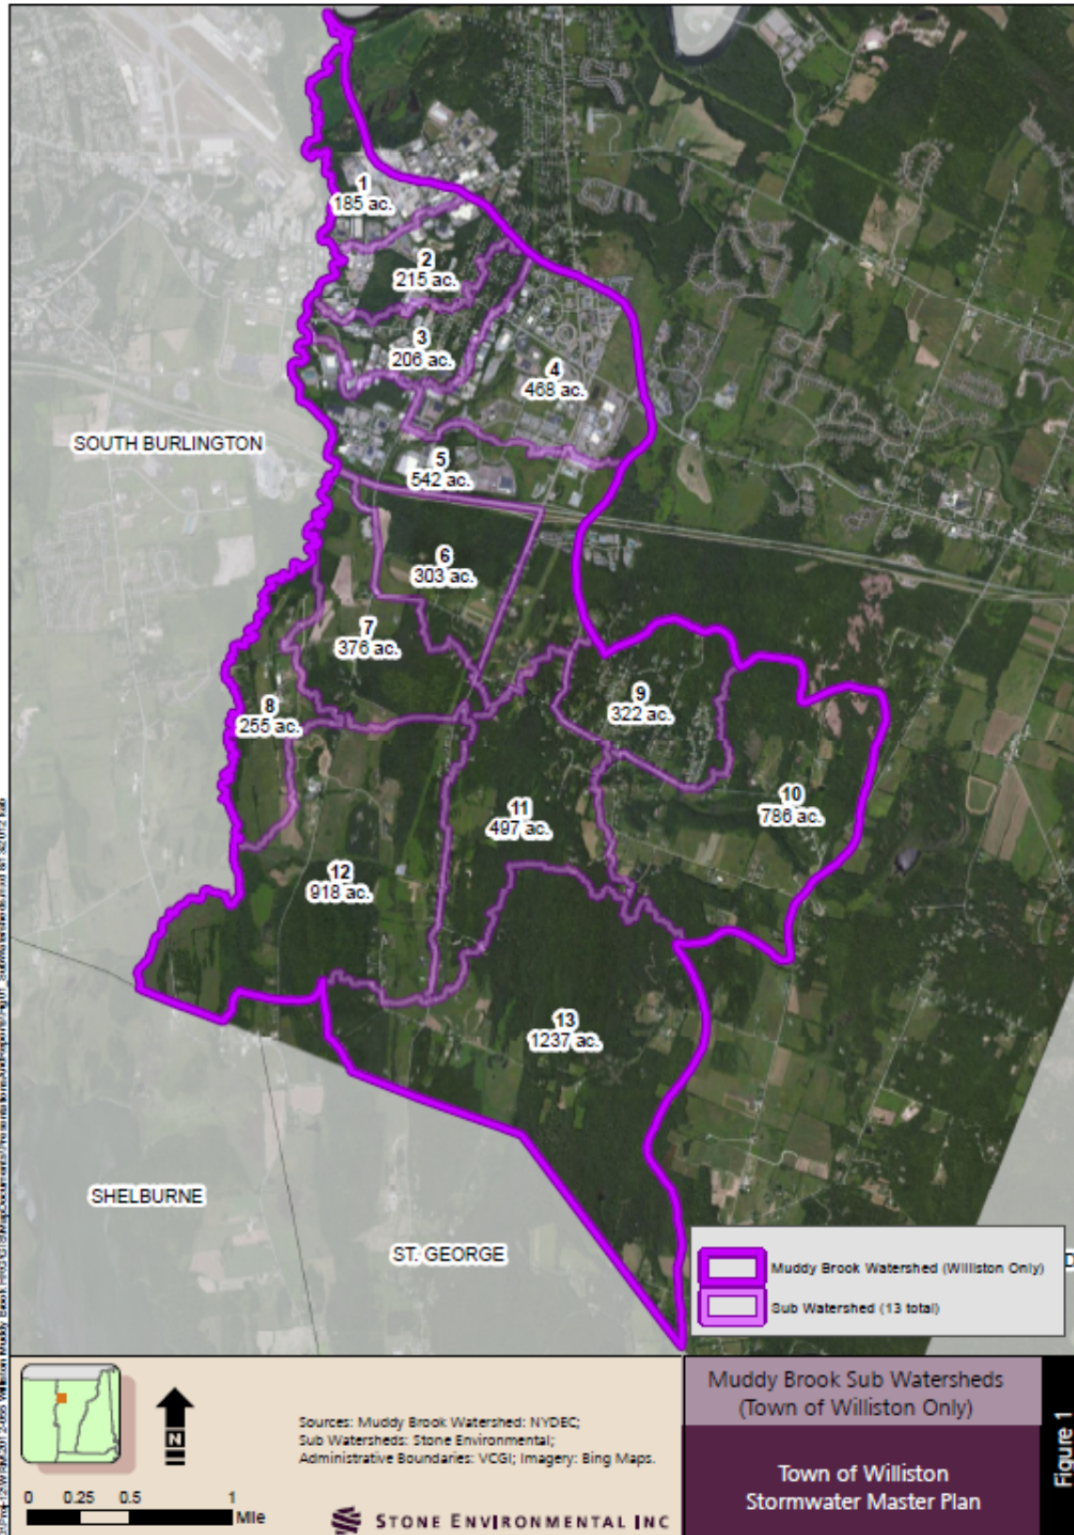 1
185 ac.
2
215 ac.
3
206 ac.
4
468 ac.
SOUTH BURLINGTON
5
542 ac.
6
303 ac.
7
376 ac.
8
255 ac.
9
322 ac.
10
786 ac.
11
497 ac.
12
918 ac.
13
1237 ac.
SHELBURNE
ST. GEORGE
Muddy Brook Watershed (Williston Only)
Sub Watershed (13 total)
N
Sources: Muddy Brook Watershed: NYDEC;
Sub Watersheds: Stone Environmental;
Administrative Boundaries: VCGI; Imagery: Bing Maps.
0 0.25 0.5 1
Mile
STONE ENVIRONMENTAL INC
Muddy Brook Sub Watersheds
(Town of Williston Only)
Town of Williston
Stormwater Master Plan
Figure 1